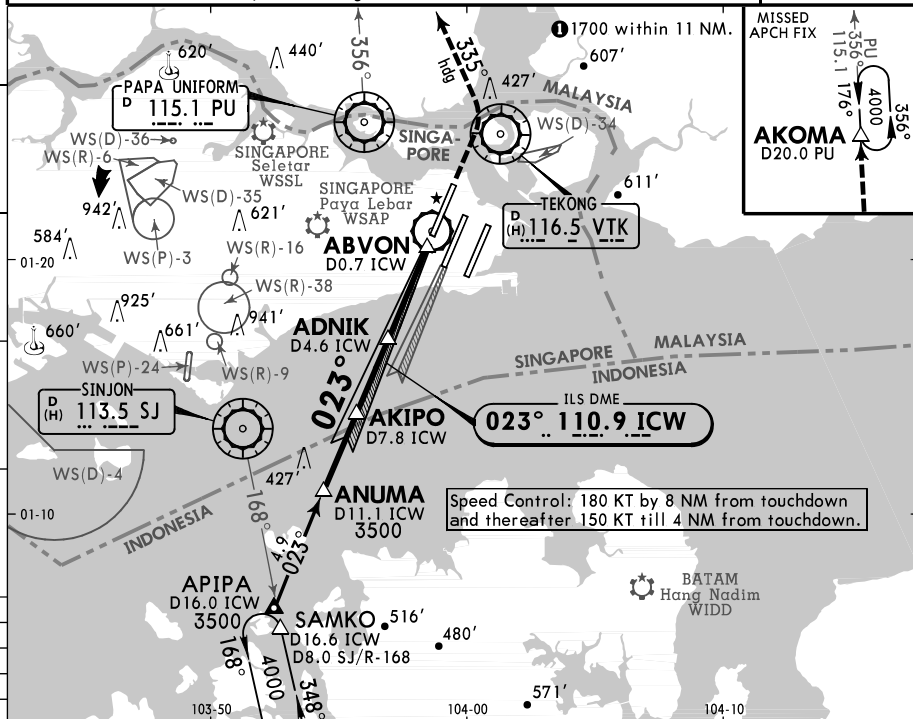 ❶1700 within 11 NM.
MISSED
APCH FIX
PU
115.1
356°
176°
4000
356°
AKOMA
D20.0 PU
620'
440'
356°
335°
hdg
607'
427'
MALAYSIA
PAPA UNIFORM
D 115.1 PU
SINGA-
PORE
WS(D)-34
WS(D)-36
WS(R)-6
SINGAPORE
Seletar
WSSL
WS(D)-35
SINGAPORE
Paya Lebar
WSAP
611'
TEKONG
D
(H) 116.5 VTK
942'
621'
584'
WS(P)-3
WS(R)-16
ABVON
D0.7 ICW
01-20
WS(R)-38
925'
941'
661'
660'
ADNIK
D4.6 ICW
WS(P)-24
WS(R)-9
SINGAPORE
MALAYSIA
INDONESIA
023°
SINJON
D
(H) 113.5 SJ
AKIPO
D7.8 ICW
ILS DME
023° 110.9 ICW
WS(D)-4
427'
168°
ANUMA
D11.1 ICW
3500
Speed Control: 180 KT by 8 NM from touchdown
and thereafter 150 KT till 4 NM from touchdown.
01-10
INDONESIA
4.9
023°
APIPA
D16.0 ICW
3500
BATAM
Hang Nadim
WIDD
SAMKO
D16.6 ICW
D8.0 SJ/R-168
516'
480'
168°
4000
348°
571'
103-50
104-00
104-10